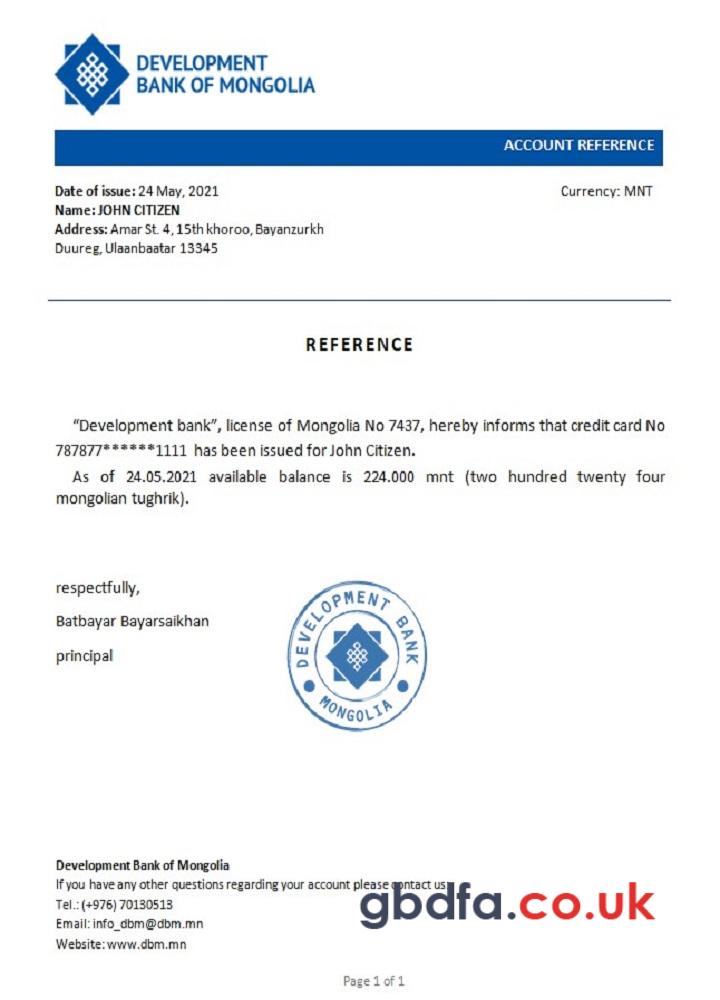 DEVELOPMENT
BANK OF MONGOLIA
ACCOUNT REFERENCE
Date of issue: 24 May, 2021
Currency: MNT
Name: JOHN CITIZEN
Address: Amar St. 4, 15th khoroo, Bayanzurkh
Duureg, Ulaanbaatar 13345
REFERENCE
“Development bank”, license of Mongolia No 7437, hereby informs that credit card No
787877******1111 has been issued for John Citizen.
As of 24.05.2021 available balance is 224.000 mnt (two hundred twenty four
mongolian tughrik).
respectfully,
Batbayar Bayarsaikhan
principal
DEVELOPMENT BANK
MONGOLIA
Development Bank of Mongolia
If you have any other questions regarding your account please contact us:
Tel.: (+976) 70130513
Email: info_dbm@dbm.mn
Website: www.dbm.mn
gbdfa.co.uk
Page 1 of 1